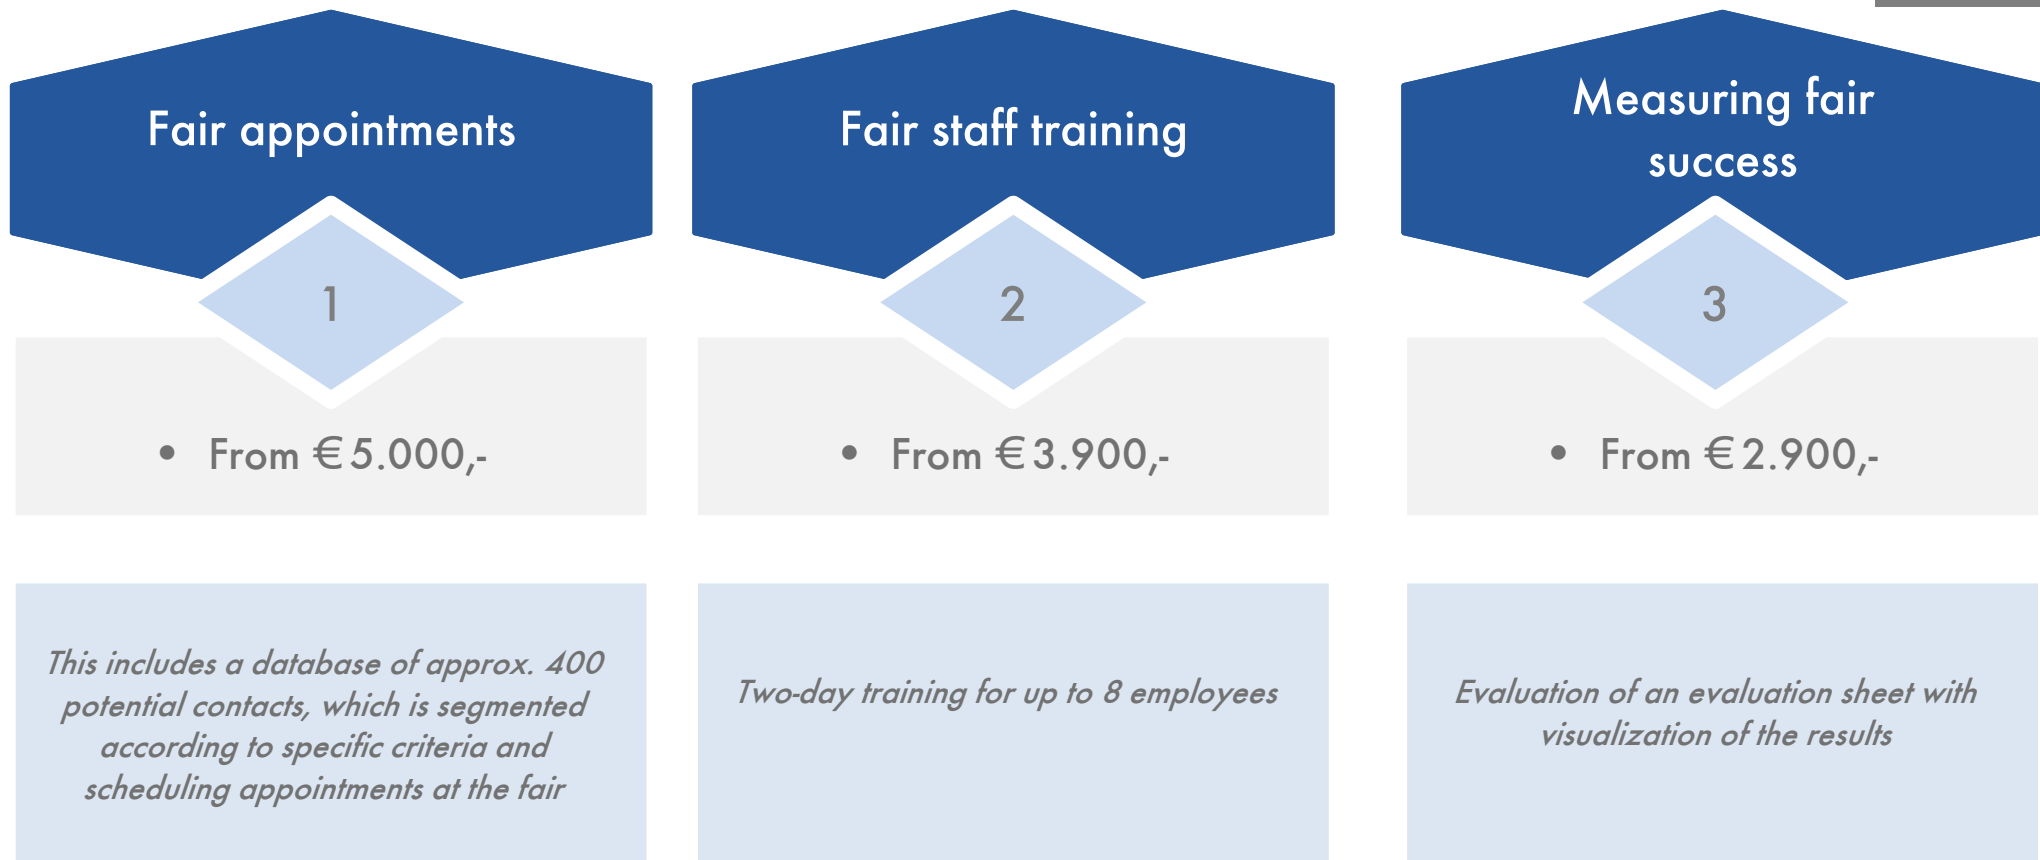 Fair appointments
1
• From €5.000,-
This includes a database of approx. 400
potential contacts, which is segmented
according to specific criteria and
scheduling appointments at the fair
Fair staff training
2
• From €3.900,-
Two-day training for up to 8 employees
Measuring fair
success
3
• From €2.900,-
Evaluation of an evaluation sheet with
visualization of the results